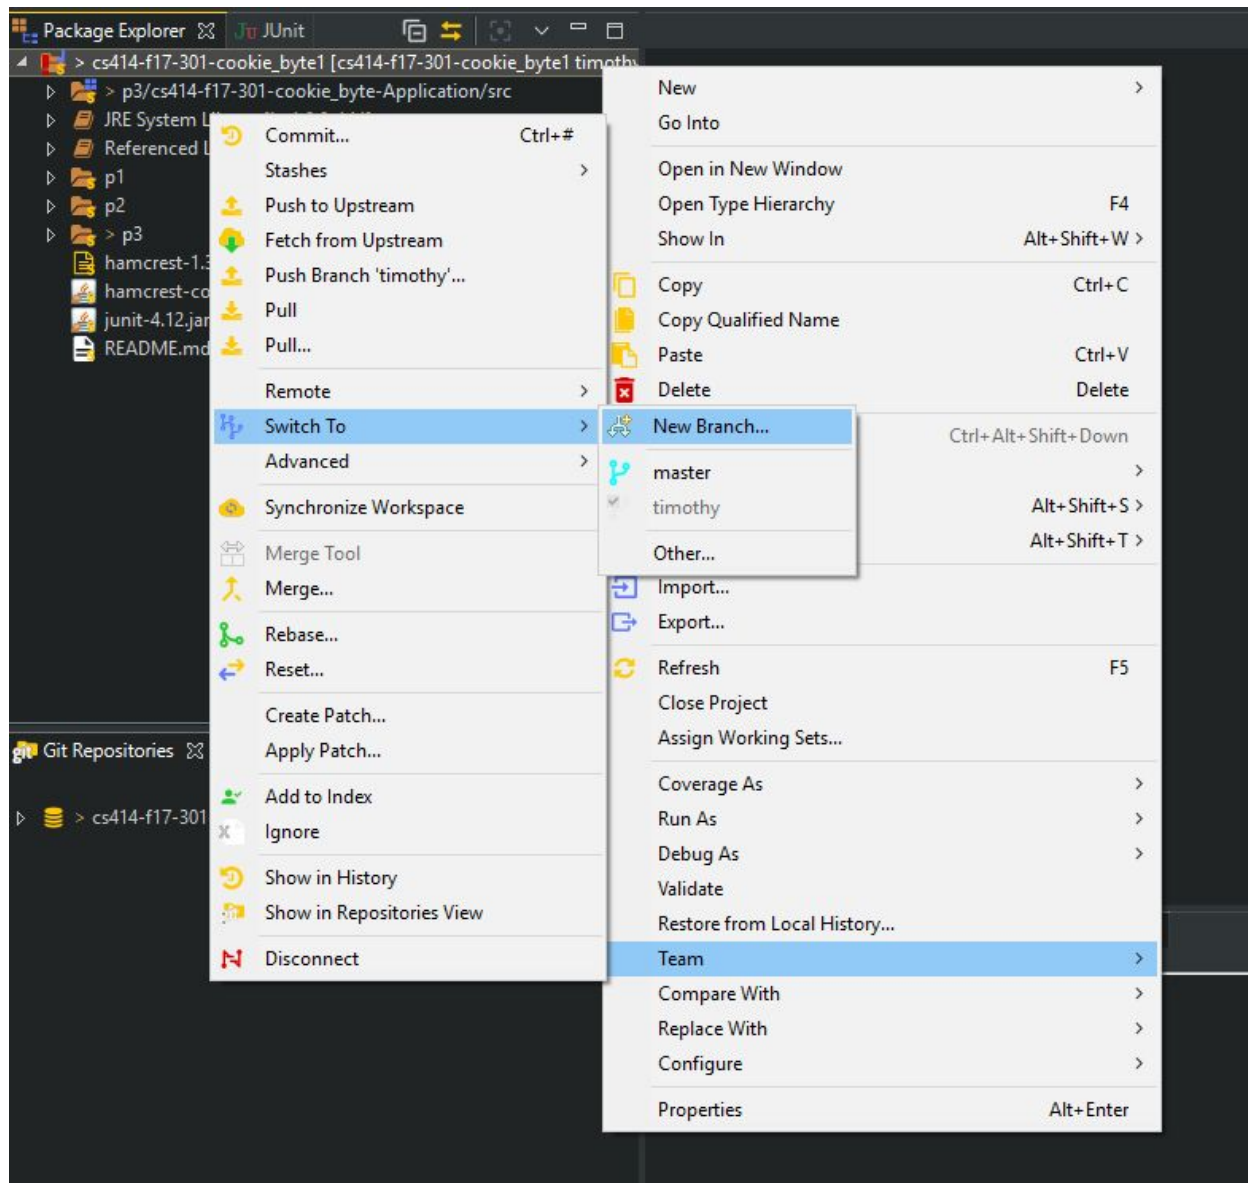 Package Explorer
JUnit
> cs414-f17-301-cookie_byte1 [cs414-f17-301-cookie_byte1 timothy
> p3/cs414-f17-301-cookie_byte-Application/src
JRE System
Referenced
p1
p2
> p3
hamcrest-1.3
hamcrest-co
junit-4.12.jar
README.md
Commit... Ctrl+#
Stashes
Push to Upstream
Fetch from Upstream
Push Branch 'timothy'...
Pull
Pull...
Remote
Switch To
Advanced
Synchronize Workspace
Merge Tool
Merge...
Rebase...
Reset...
Create Patch...
Apply Patch...
Add to Index
Ignore
Show in History
Show in Repositories View
Disconnect
New Branch...
master
timothy
Other...
New
Go Into
Open in New Window
Open Type Hierarchy F4
Show In Alt+Shift+W
Copy Ctrl+C
Copy Qualified Name
Paste Ctrl+V
Delete Delete
Ctrl+Alt+Shift+Down
Alt+Shift+S
Alt+Shift+T
Import...
Export...
Refresh F5
Close Project
Assign Working Sets...
Coverage As
Run As
Debug As
Validate
Restore from Local History...
Team
Compare With
Replace With
Configure
Properties Alt+Enter
git Git Repositories
> cs414-f17-301